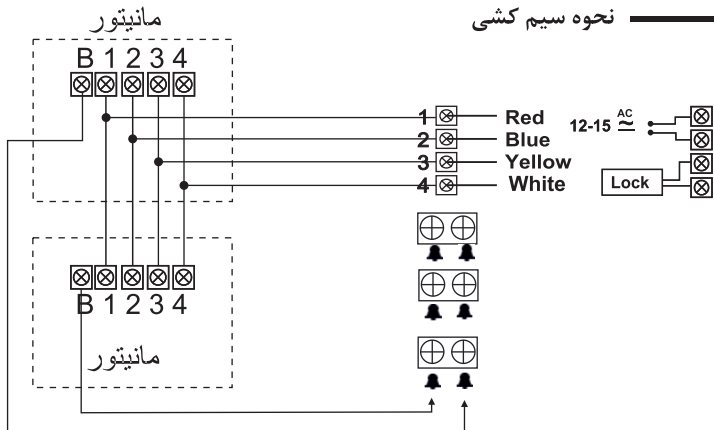 نحوه سیم کشی
مانیتور
B 1 2 3 4
1 Red
2 Blue
3 Yellow
4 White
12-15 AC
Lock
B 1 2 3 4
مانیتور